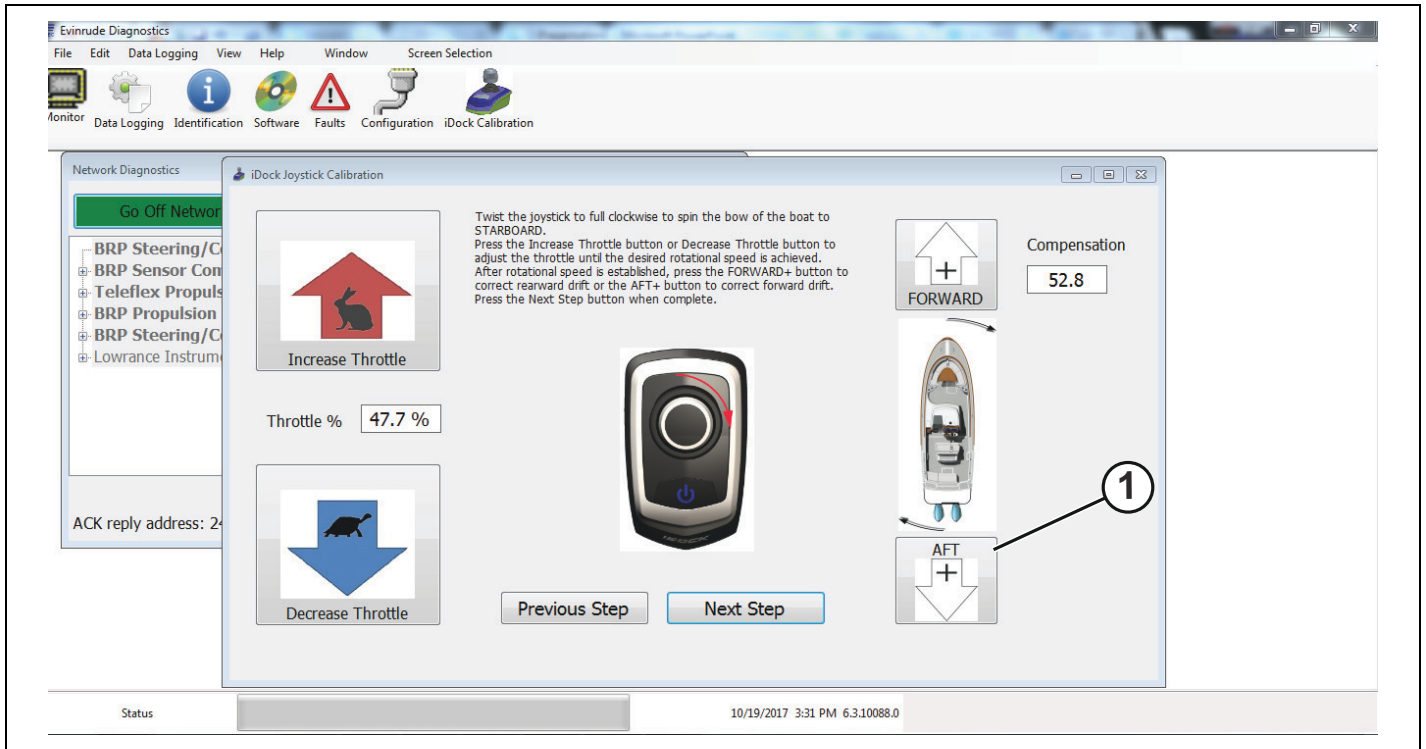 Evinrude Diagnostics
File Edit Data Logging View Help Window Screen Selection
Monitor Data Logging Identification Software Faults Configuration iDock Calibration
Network Diagnostics
Go Off Networ
BRP Steering/Co
BRP Sensor Con
Teleflex Propuls
BRP Propulsion
BRP Steering/Co
Lowrance Instrume
ACK reply address: 24
iDock Joystick Calibration
Increase Throttle
Throttle % 47.7 %
Decrease Throttle
Twist the joystick to full clockwise to spin the bow of the boat to
STARBOARD.
Press the Increase Throttle button or Decrease Throttle button to
adjust the throttle until the desired rotational speed is achieved.
After rotational speed is established, press the FORWARD+ button to
correct rearward drift or the AFT+ button to correct forward drift.
Press the Next Step button when complete.
iDOCK
Previous Step Next Step
+
FORWARD
Compensation
52.8
1
AFT
+
Status 10/19/2017 3:31 PM 6.3.10088.0